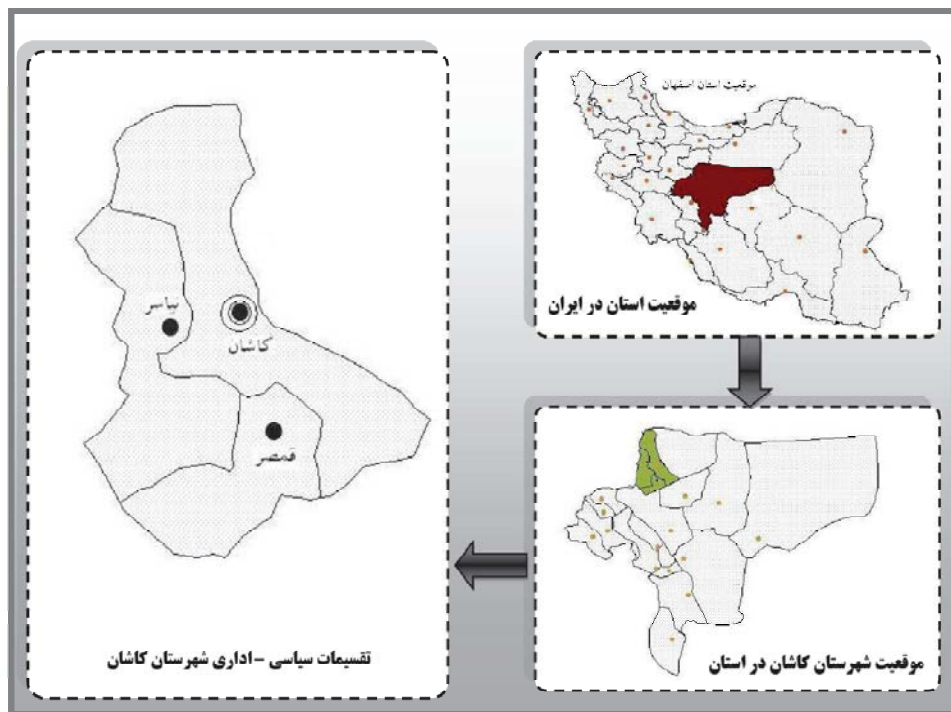 موقعیت استان اصفهان
موقعیت استان در ایران
موقعیت شهرستان کاشان در استان
نیاسر
کاشان
قمصر
تقسیمات سیاسی -اداری شهرستان کاشان